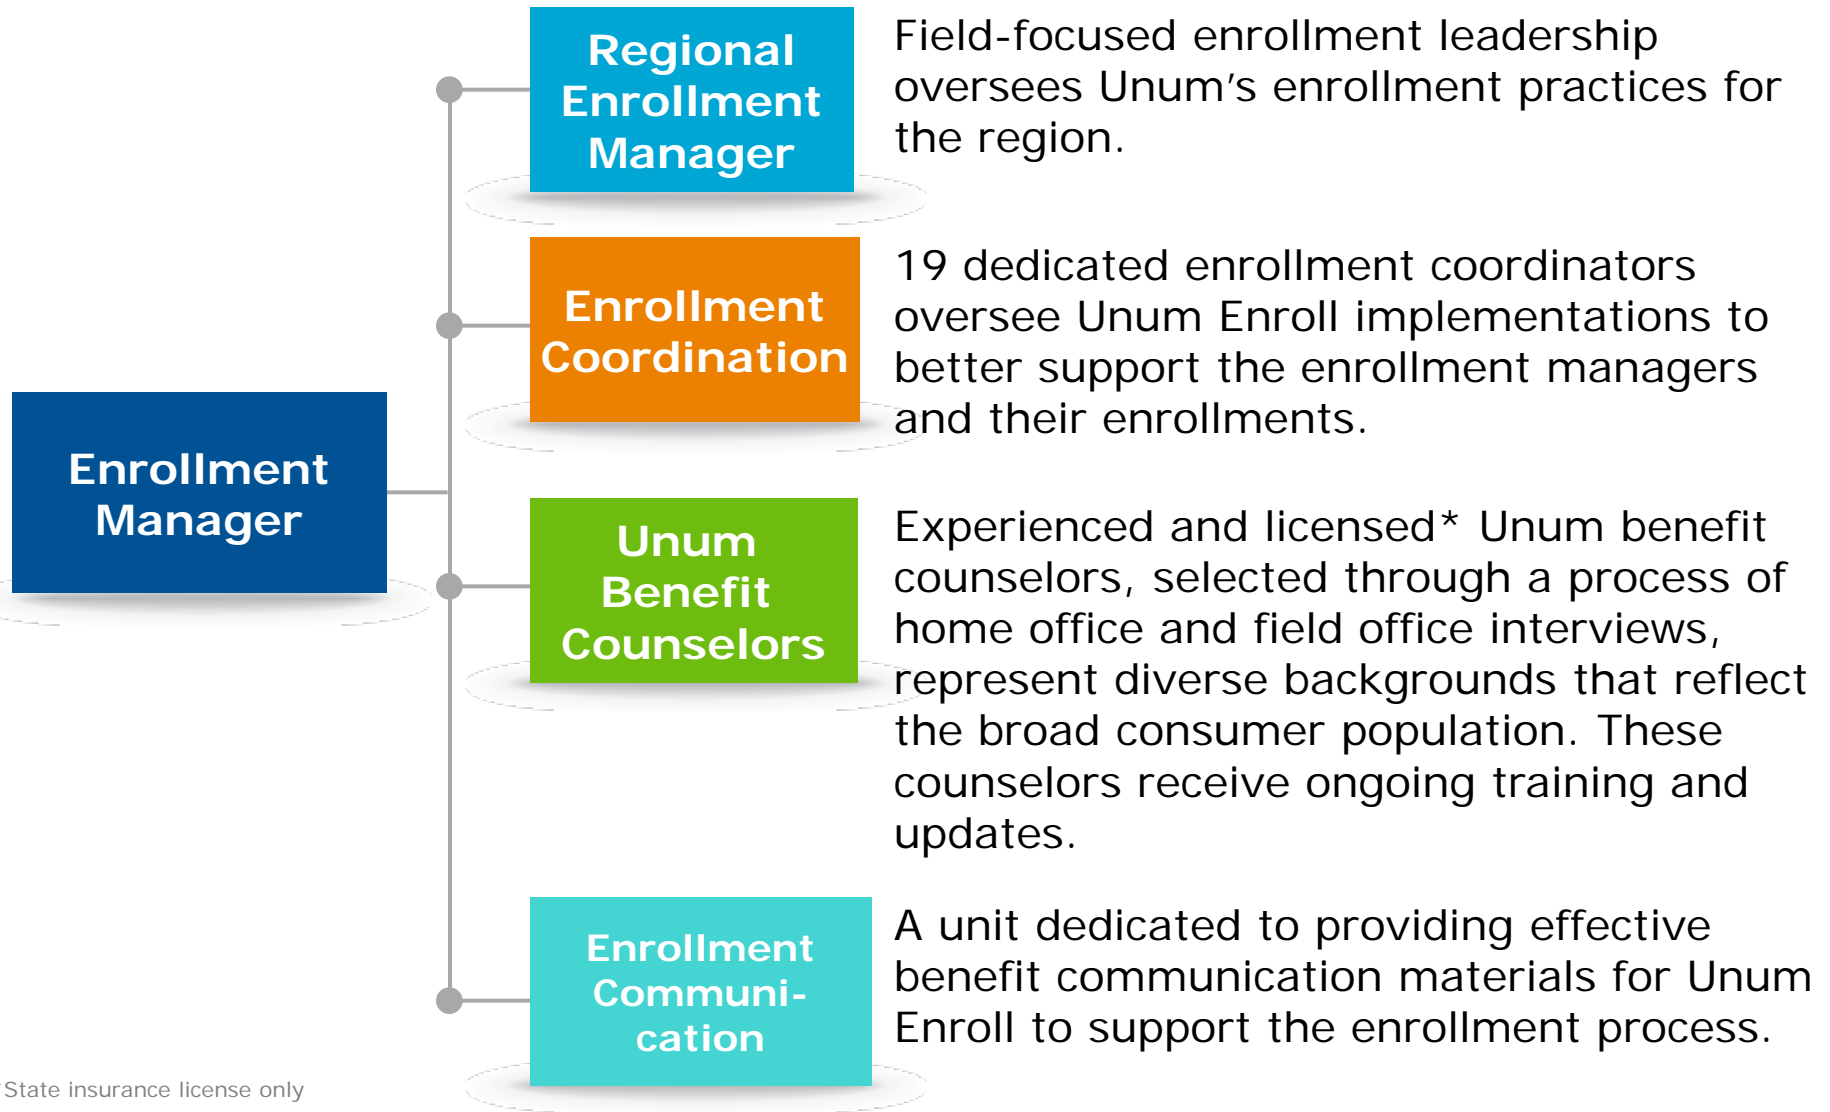 Regional
Enrollment
Manager
Field-focused enrollment leadership
oversees Unum's enrollment practices for
the region.
Enrollment
Coordination
19 dedicated enrollment coordinators
oversee Unum Enroll implementations to
better support the enrollment managers
and their enrollments.
Enrollment
Manager
Unum
Benefit
Counselors
Experienced and licensed* Unum benefit
counselors, selected through a process of
home office and field office interviews,
represent diverse backgrounds that reflect
the broad consumer population. These
counselors receive ongoing training and
updates.
Enrollment
Communi-
cation
A unit dedicated to providing effective
benefit communication materials for Unum
Enroll to support the enrollment process.
State insurance license only